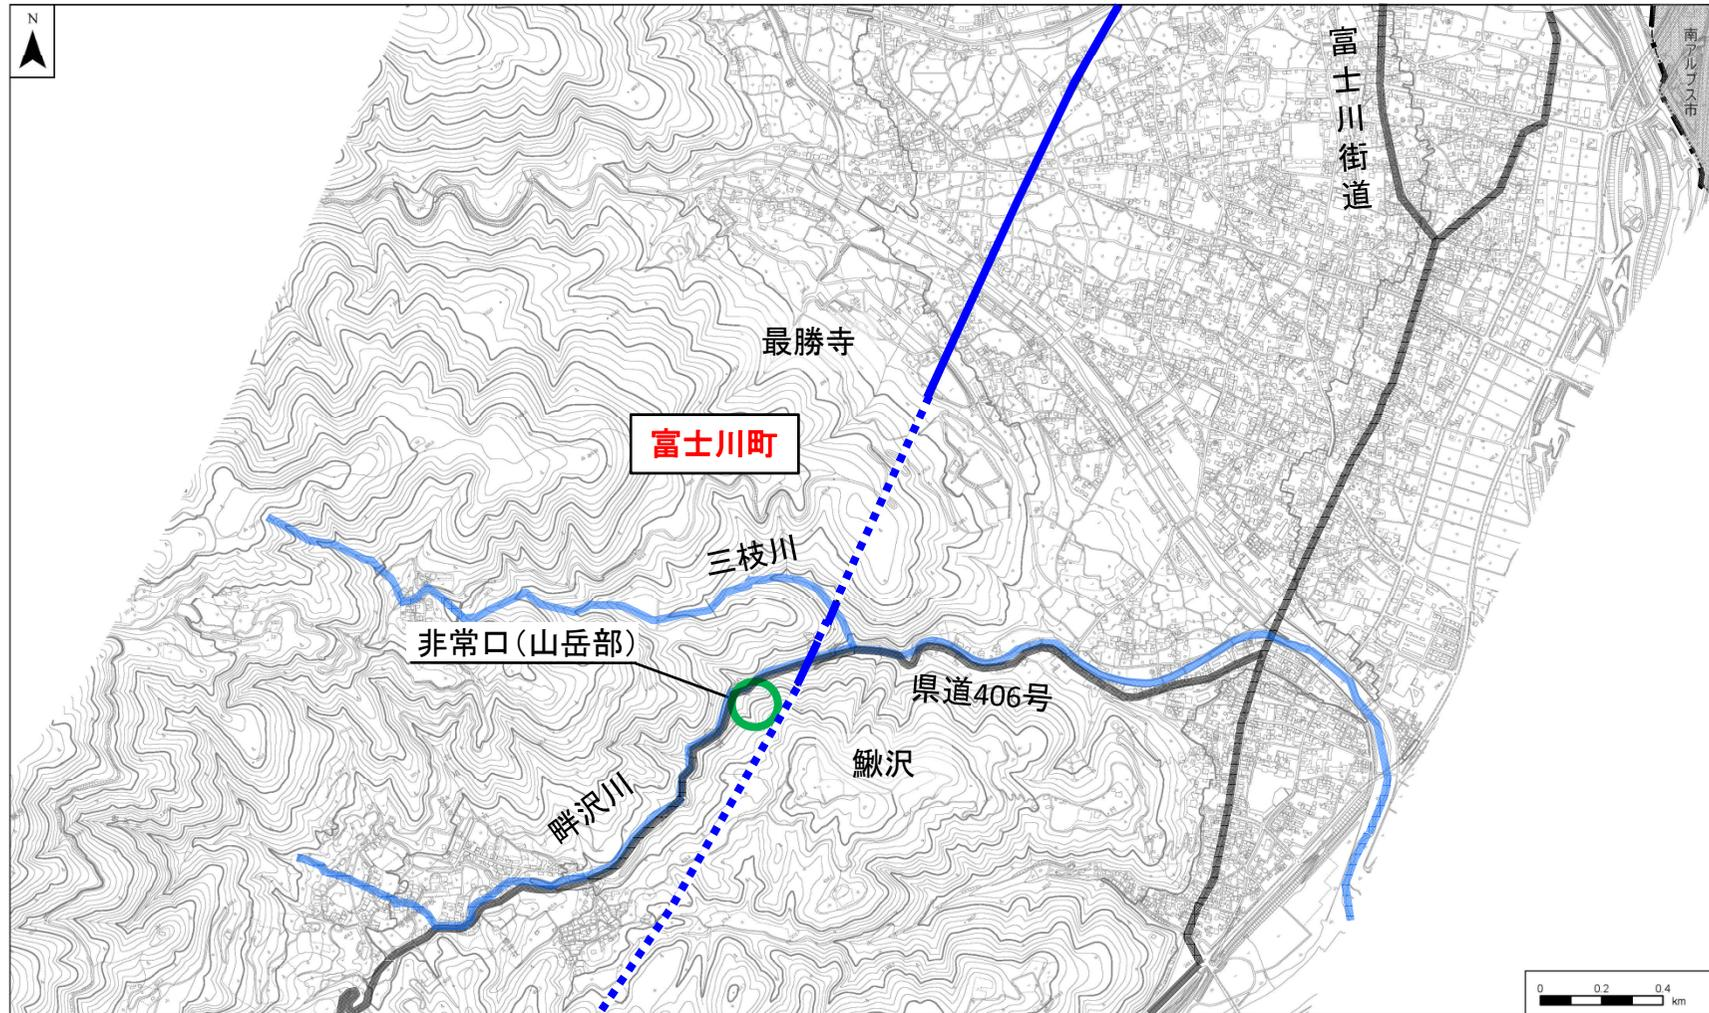 N
南アルプス市
富士川街道
最勝寺
富士川町
三枝川
非常口（山岳部）
県道406号
鰍沢
畔沢川
0 0.2 0.4
km